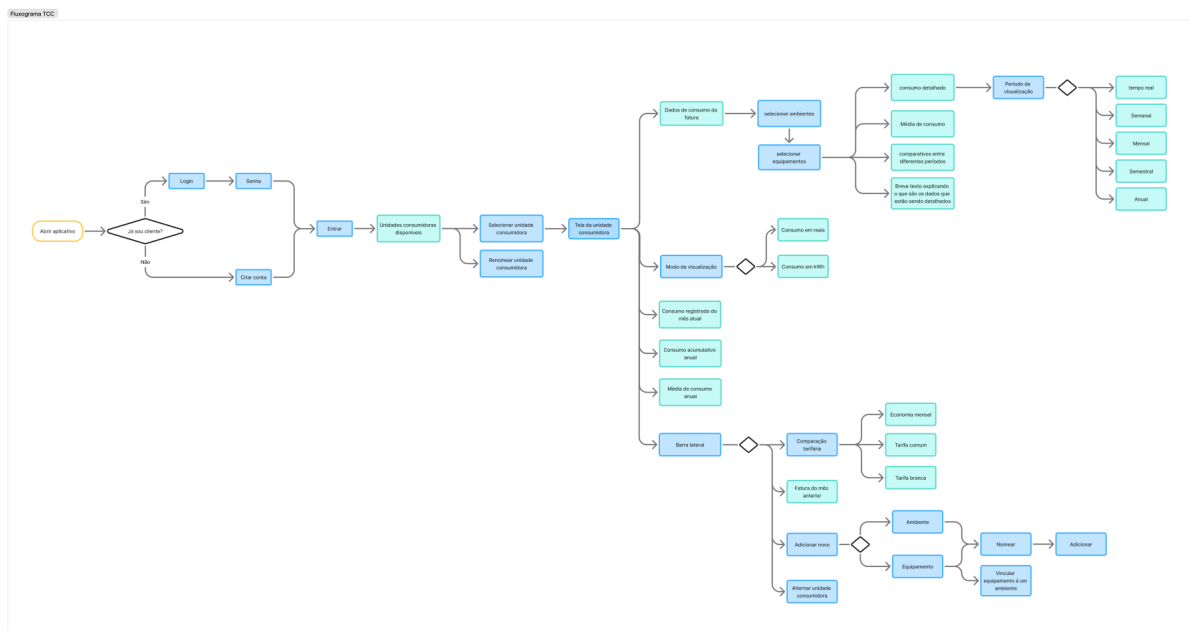 Fluxograma TCC
Abrir aplicativo
Já sou cliente?
Sim
Não
Login
Senha
Criar conta
Entrar
Unidades consumidoras
disponíveis
Selecionar unidade
consumidora
Renomear unidade
consumidora
Tela da unidade
consumidora
Dados de consumo da
fatura
selecionar ambientes
selecionar
equipamentos
consumo detalhado
Média de consumo
comparativos entre
diferentes períodos
Breve texto explicando
o que são os dados que
estão sendo detalhados
Período de
visualização
tempo real
Semanal
Mensal
Semestral
Anual
Modo de visualização
Consumo em reais
Consumo em kWh
Consumo registrado do
mês atual
Consumo acumulativo
anual
Média de consumo
anual
Barra lateral
Comparação
tarifária
Economia mensal
Tarifa comum
Tarifa branca
Fatura do mês
anterior
Adicionar novo
Ambiente
Equipamento
Nomear
Adicionar
Vincular
equipamento á um
ambiente
Alternar unidade
consumidora